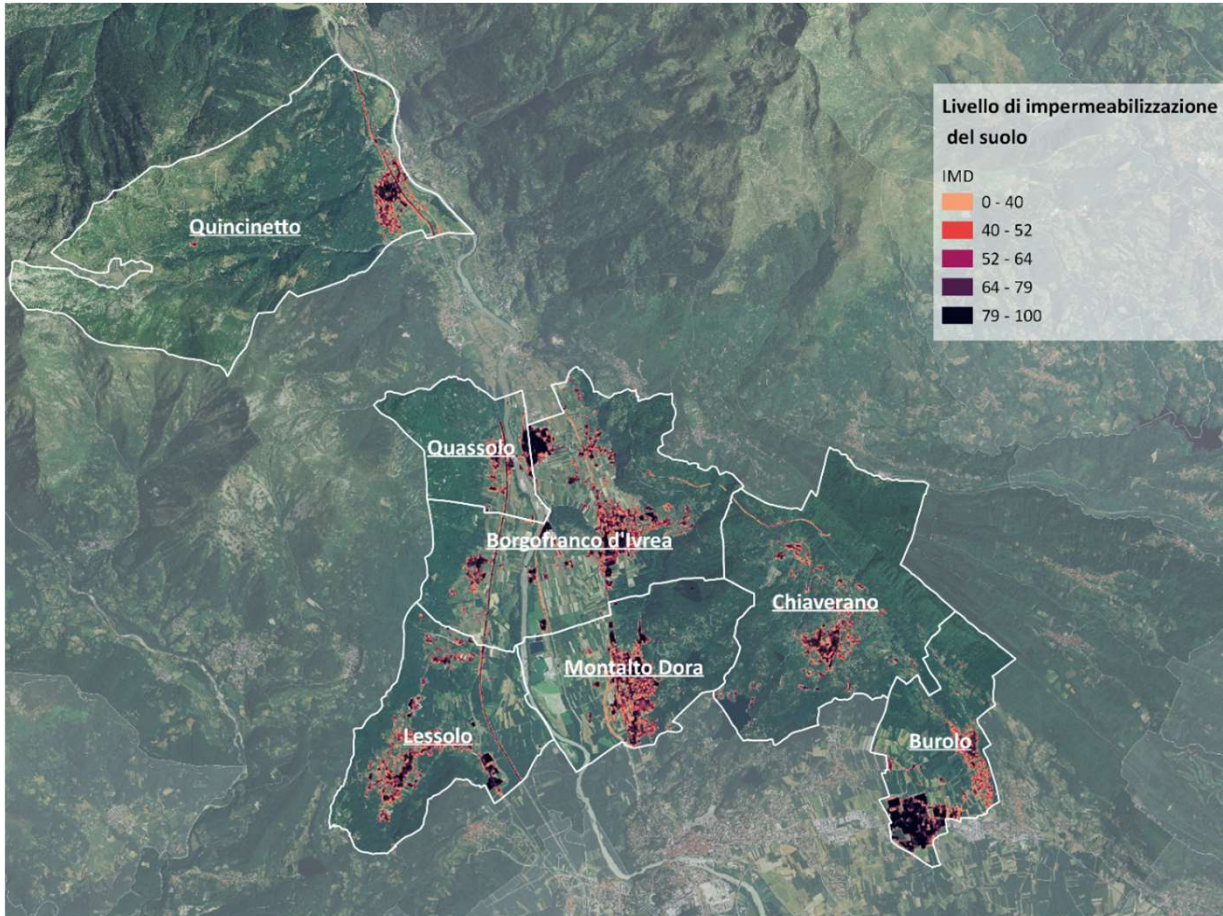 Livello di impermeabilizzazione
del suolo
IMD
0 - 40
40 - 52
52 - 64
64 - 79
79 - 100
Quincinetto
Quassolo
Borgofranco d'Ivrea
Chiaverano
Montalto Dora
Lessolo
Burolo